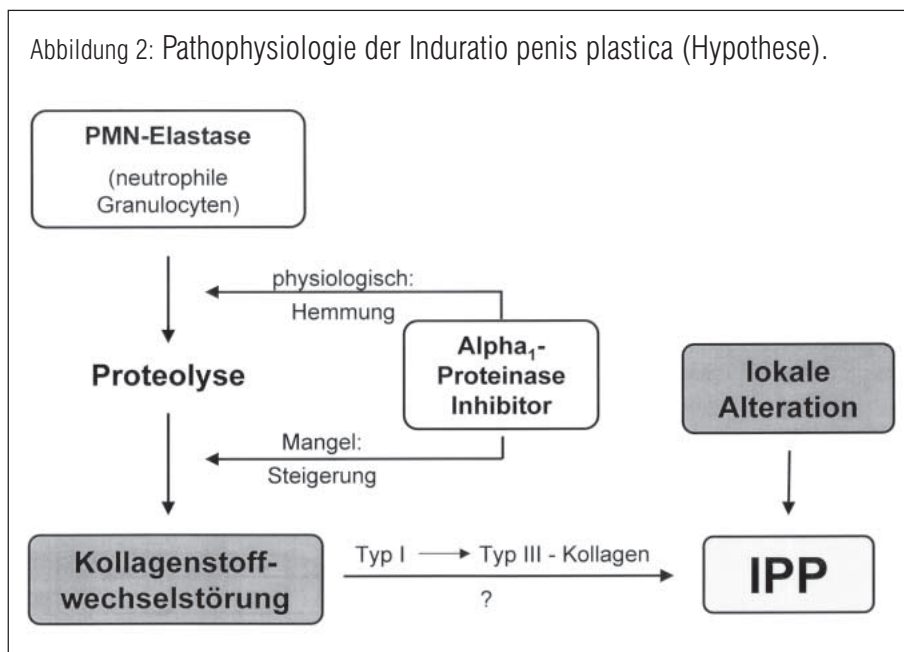 Abbildung 2: Pathophysiologie der Induratio penis plastica (Hypothese).
PMN-Elastase
(neutrophile
Granulocyten)
physiologisch:
Hemmung
Alpha₁-
Proteinase
Inhibitor
Proteolyse
lokale
Alteration
Mangel:
Steigerung
Kollagenstoff-
wechselstörung
Typ I → Typ III - Kollagen
?
IPP